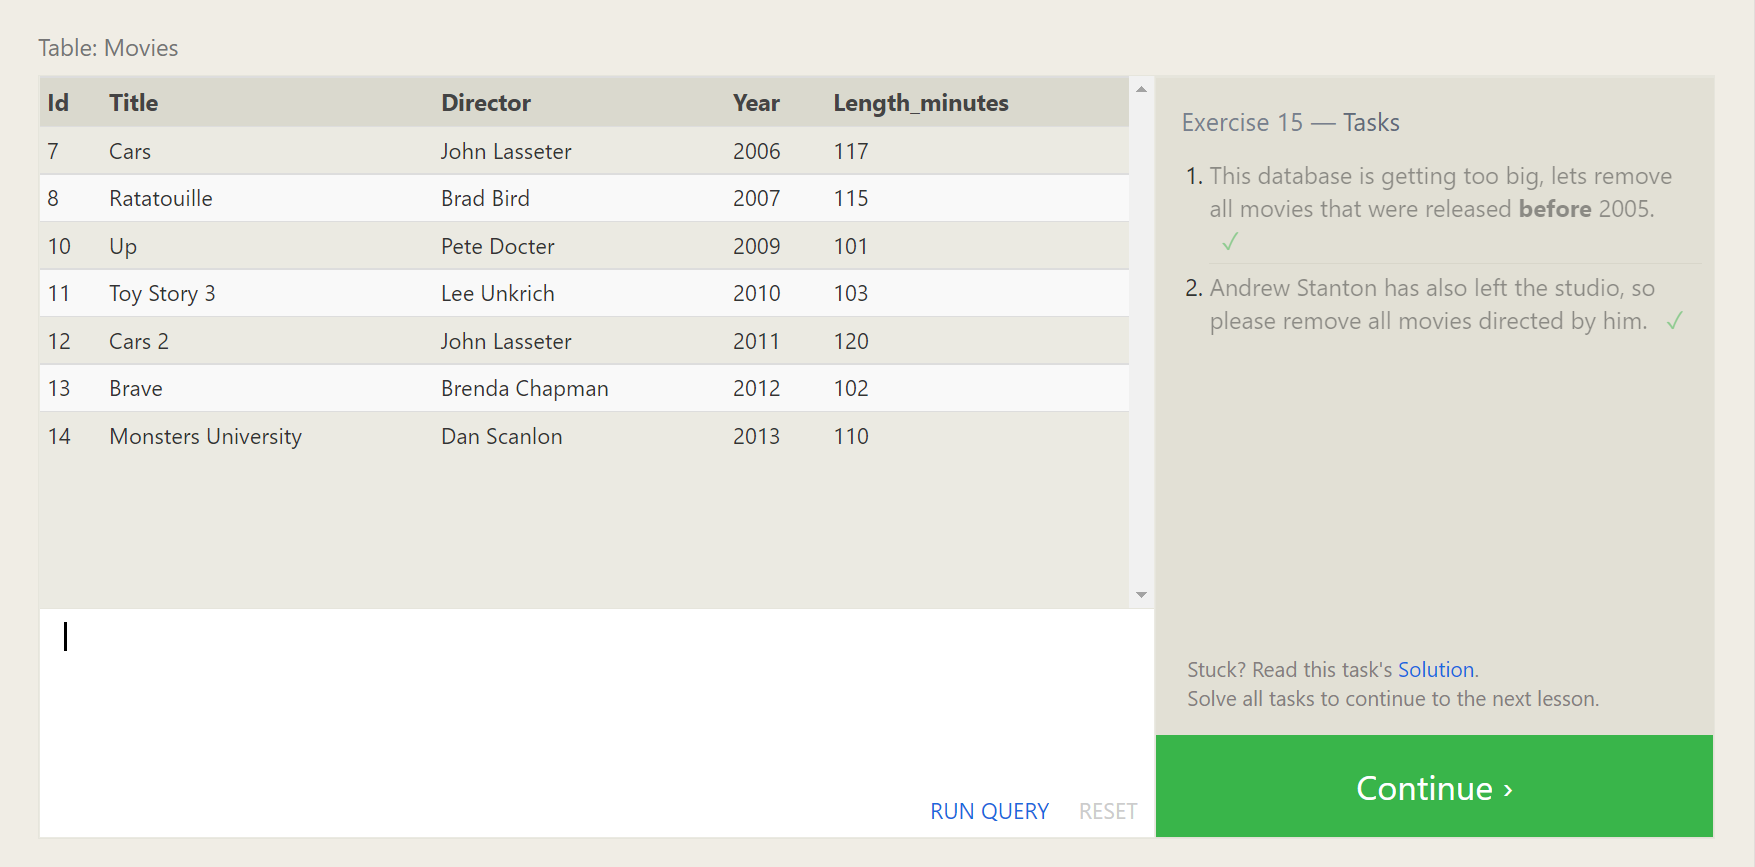 Table: Movies
Id Title Director Year Length_minutes
7 Cars John Lasseter 2006 117
8 Ratatouille Brad Bird 2007 115
10 Up Pete Docter 2009 101
11 Toy Story 3 Lee Unkrich 2010 103
12 Cars 2 John Lasseter 2011 120
13 Brave Brenda Chapman 2012 102
14 Monsters University Dan Scanlon 2013 110
RUN QUERY RESET
Exercise 15 — Tasks
1. This database is getting too big, lets remove
all movies that were released before 2005.
✓
2. Andrew Stanton has also left the studio, so
please remove all movies directed by him. ✓
Stuck? Read this task's Solution.
Solve all tasks to continue to the next lesson.
Continue ›